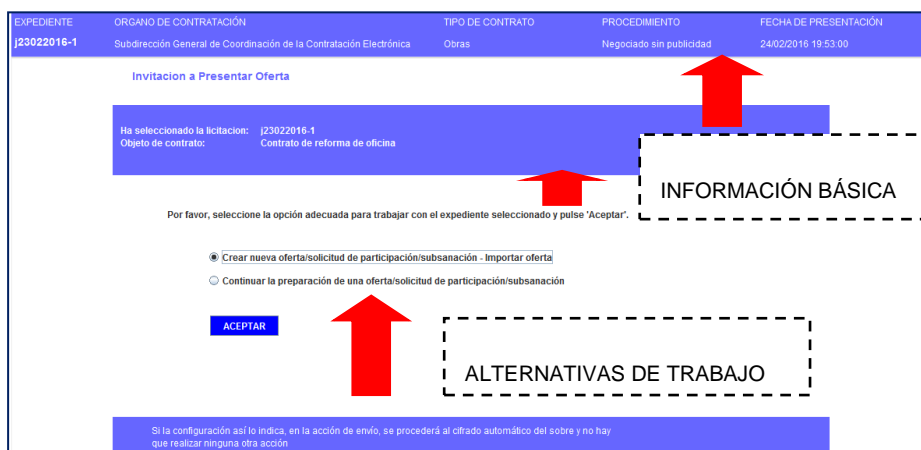 EXPEDIENTE ORGANO DE CONTRATACIÓN TIPO DE CONTRATO PROCEDIMIENTO FECHA DE PRESENTACIÓN
j23022016-1 Subdirección General de Coordinación de la Contratación Electrónica Obras Negociado sin publicidad 24/02/2016 19:53:00
Invitacion a Presentar Oferta
Ha seleccionado la licitacion: j23022016-1
Objeto de contrato: Contrato de reforma de oficina
INFORMACIÓN BÁSICA
Por favor, seleccione la opción adecuada para trabajar con el expediente seleccionado y pulse 'Aceptar'.
Crear nueva oferta/solicitud de participación/subsanación - Importar oferta
Continuar la preparación de una oferta/solicitud de participación/subsanación
ACEPTAR
ALTERNATIVAS DE TRABAJO
Si la configuración así lo indica, en la acción de envío, se procederá al cifrado automático del sobre y no hay
que realizar ninguna otra acción